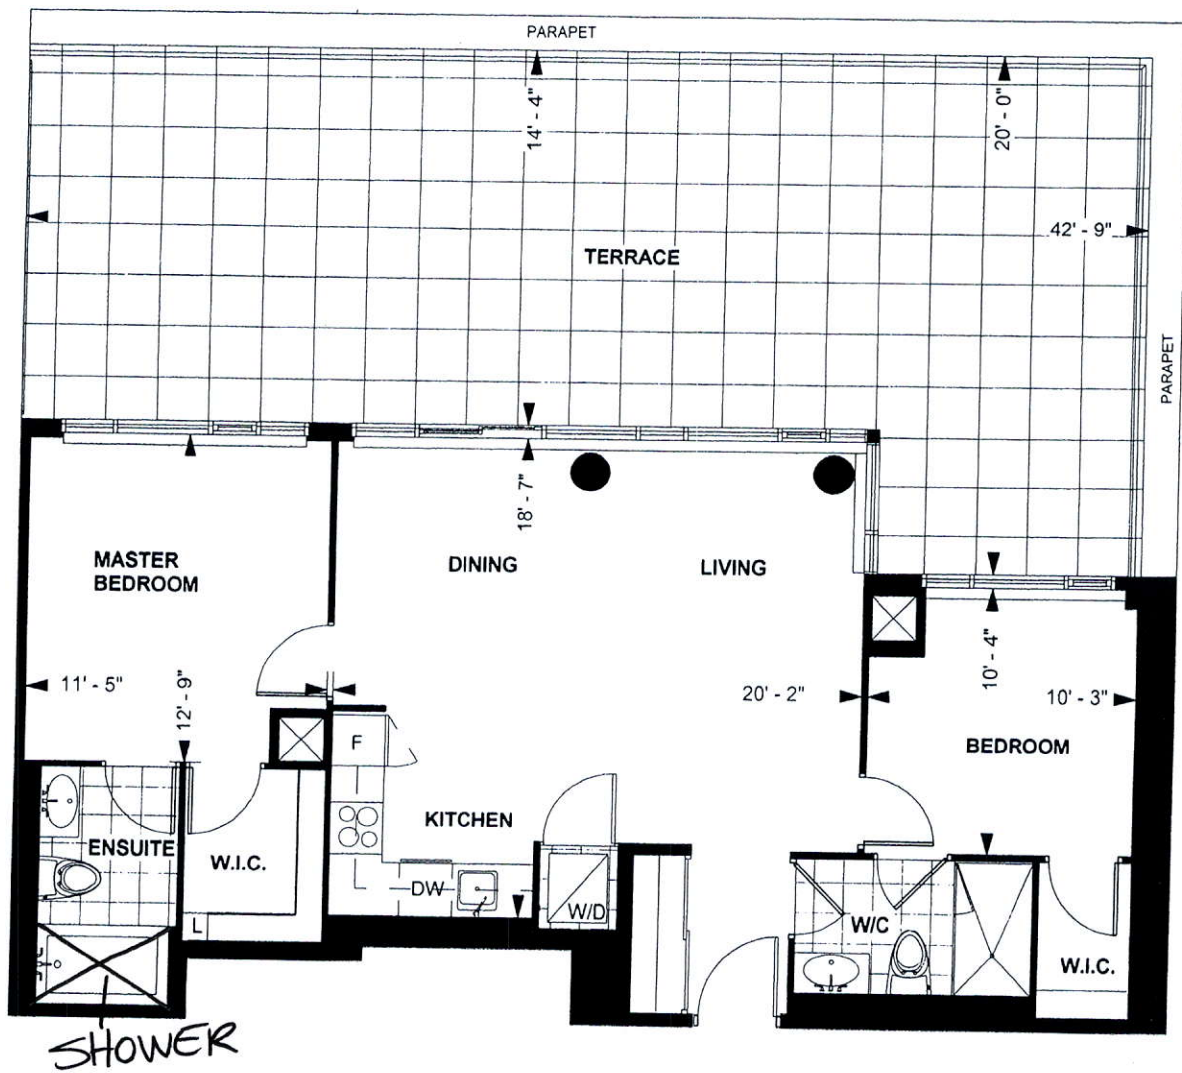 PARAPET
14' - 4"
20' - 0"
42' - 9"
TERRACE
PARAPET
18' - 7"
MASTER
BEDROOM
DINING
LIVING
11' - 5"
12' - 9"
20' - 2"
10' - 4"
10' - 3"
BEDROOM
F
KITCHEN
ENSUITE
W.I.C.
DW
W/D
W/C
W.I.C.
L
SHOWER